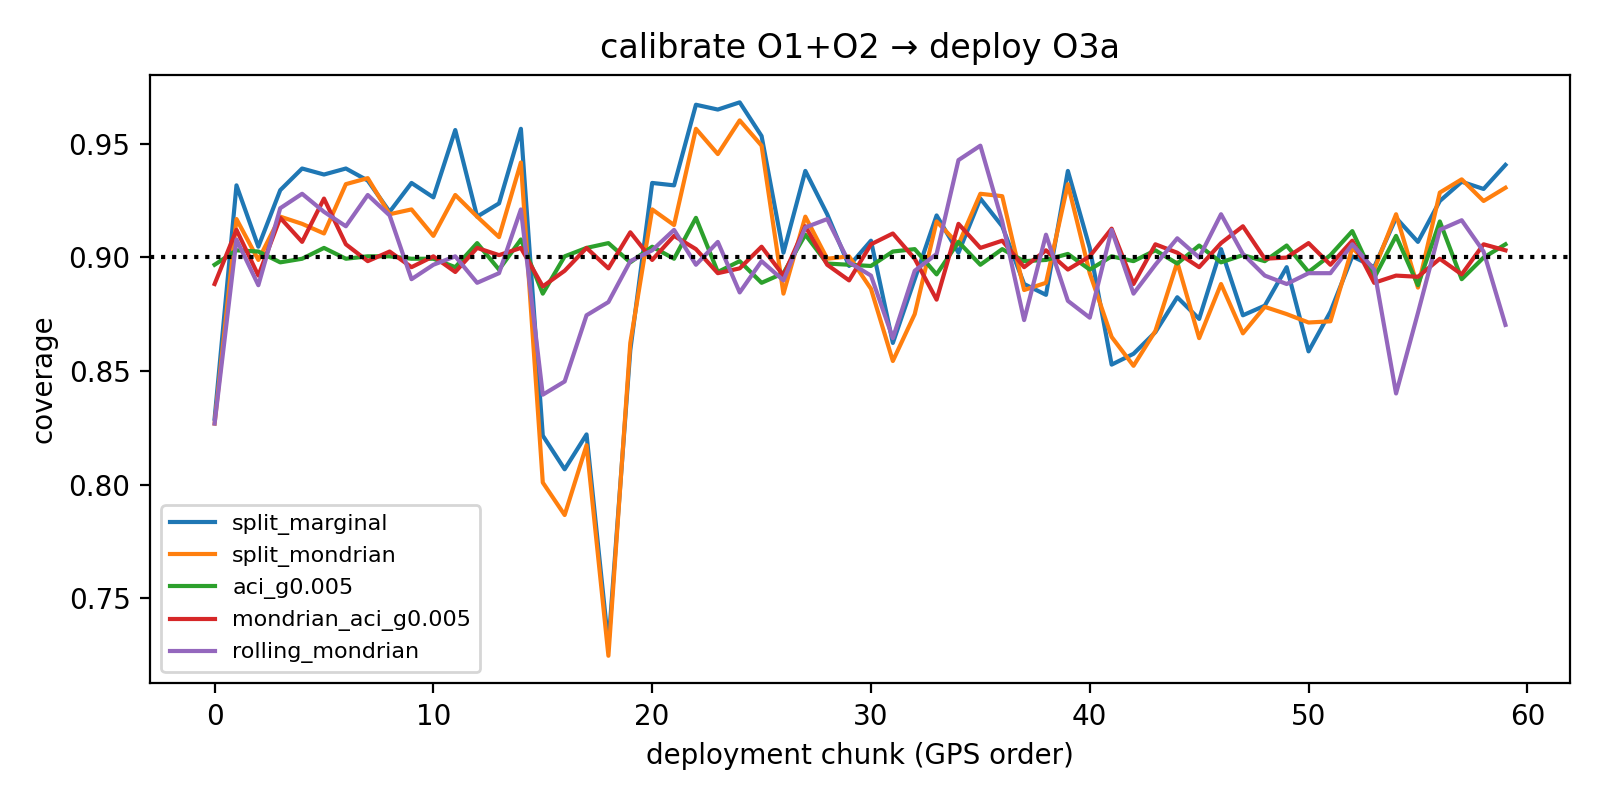 calibrate O1+O2 → deploy O3a
coverage
0.95
0.90
0.85
0.80
0.75
split_marginal
split_mondrian
aci_g0.005
mondrian_aci_g0.005
rolling_mondrian
0 10 20 30 40 50 60
deployment chunk (GPS order)